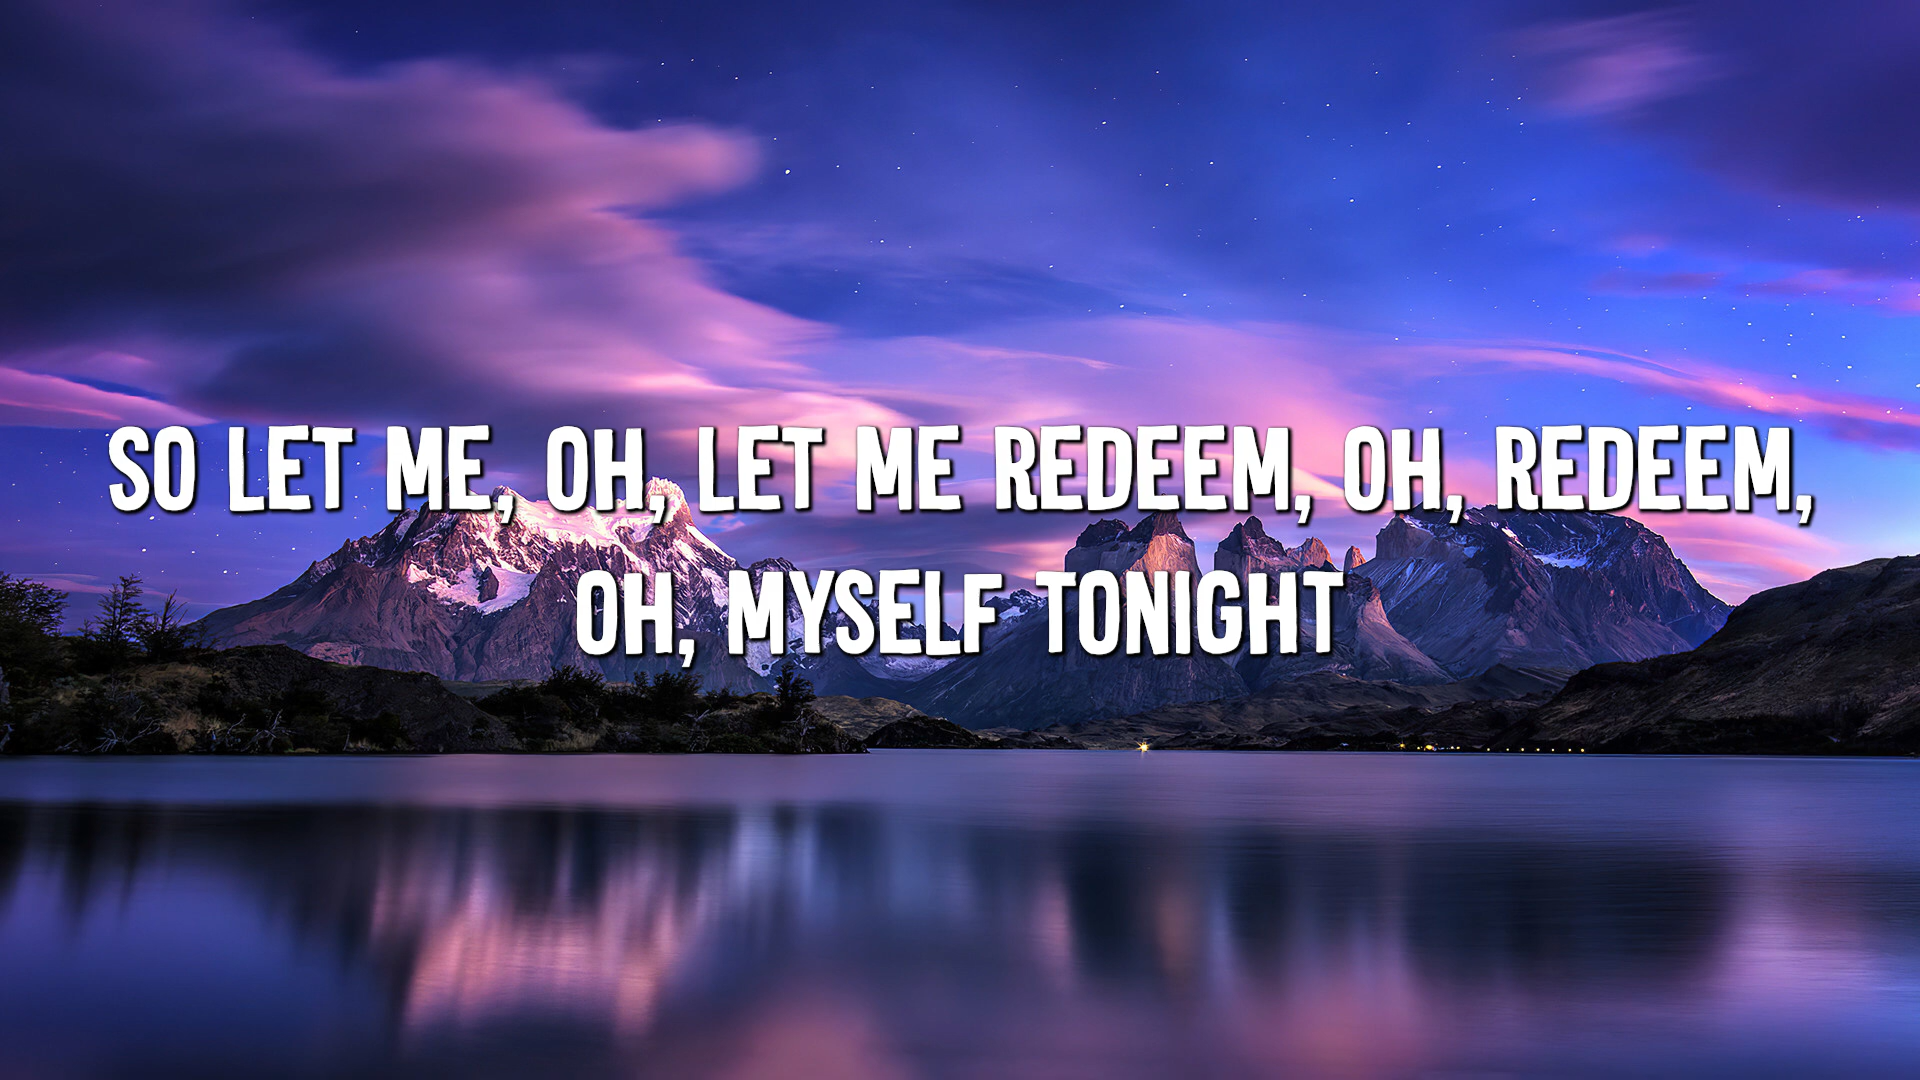 SO LET ME, OH, LET ME REDEEM, OH, REDEEM,
OH, MYSELF TONIGHT